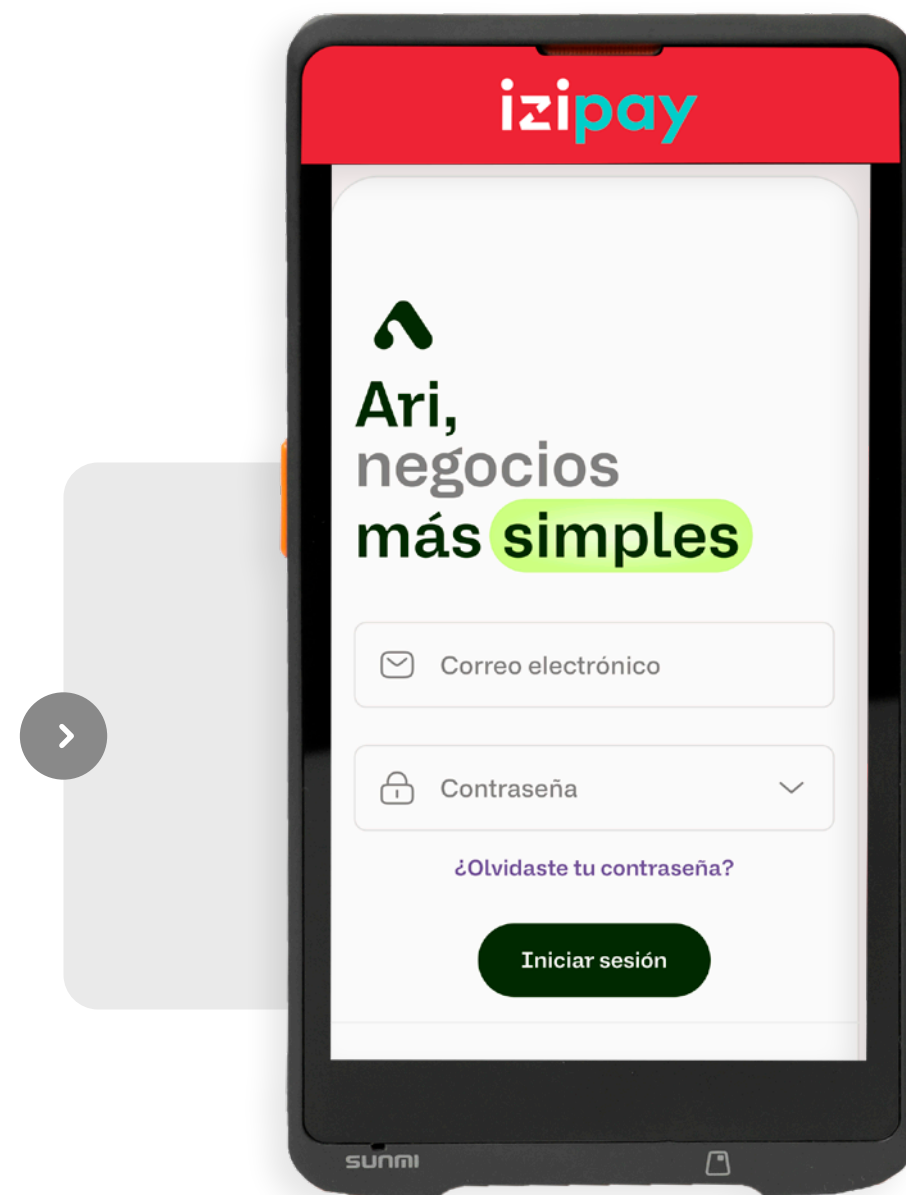 izipay
Ari,
negocios
más simples
Correo electrónico
Contraseña
¿Olvidaste tu contraseña?
Iniciar sesión
SUNMI